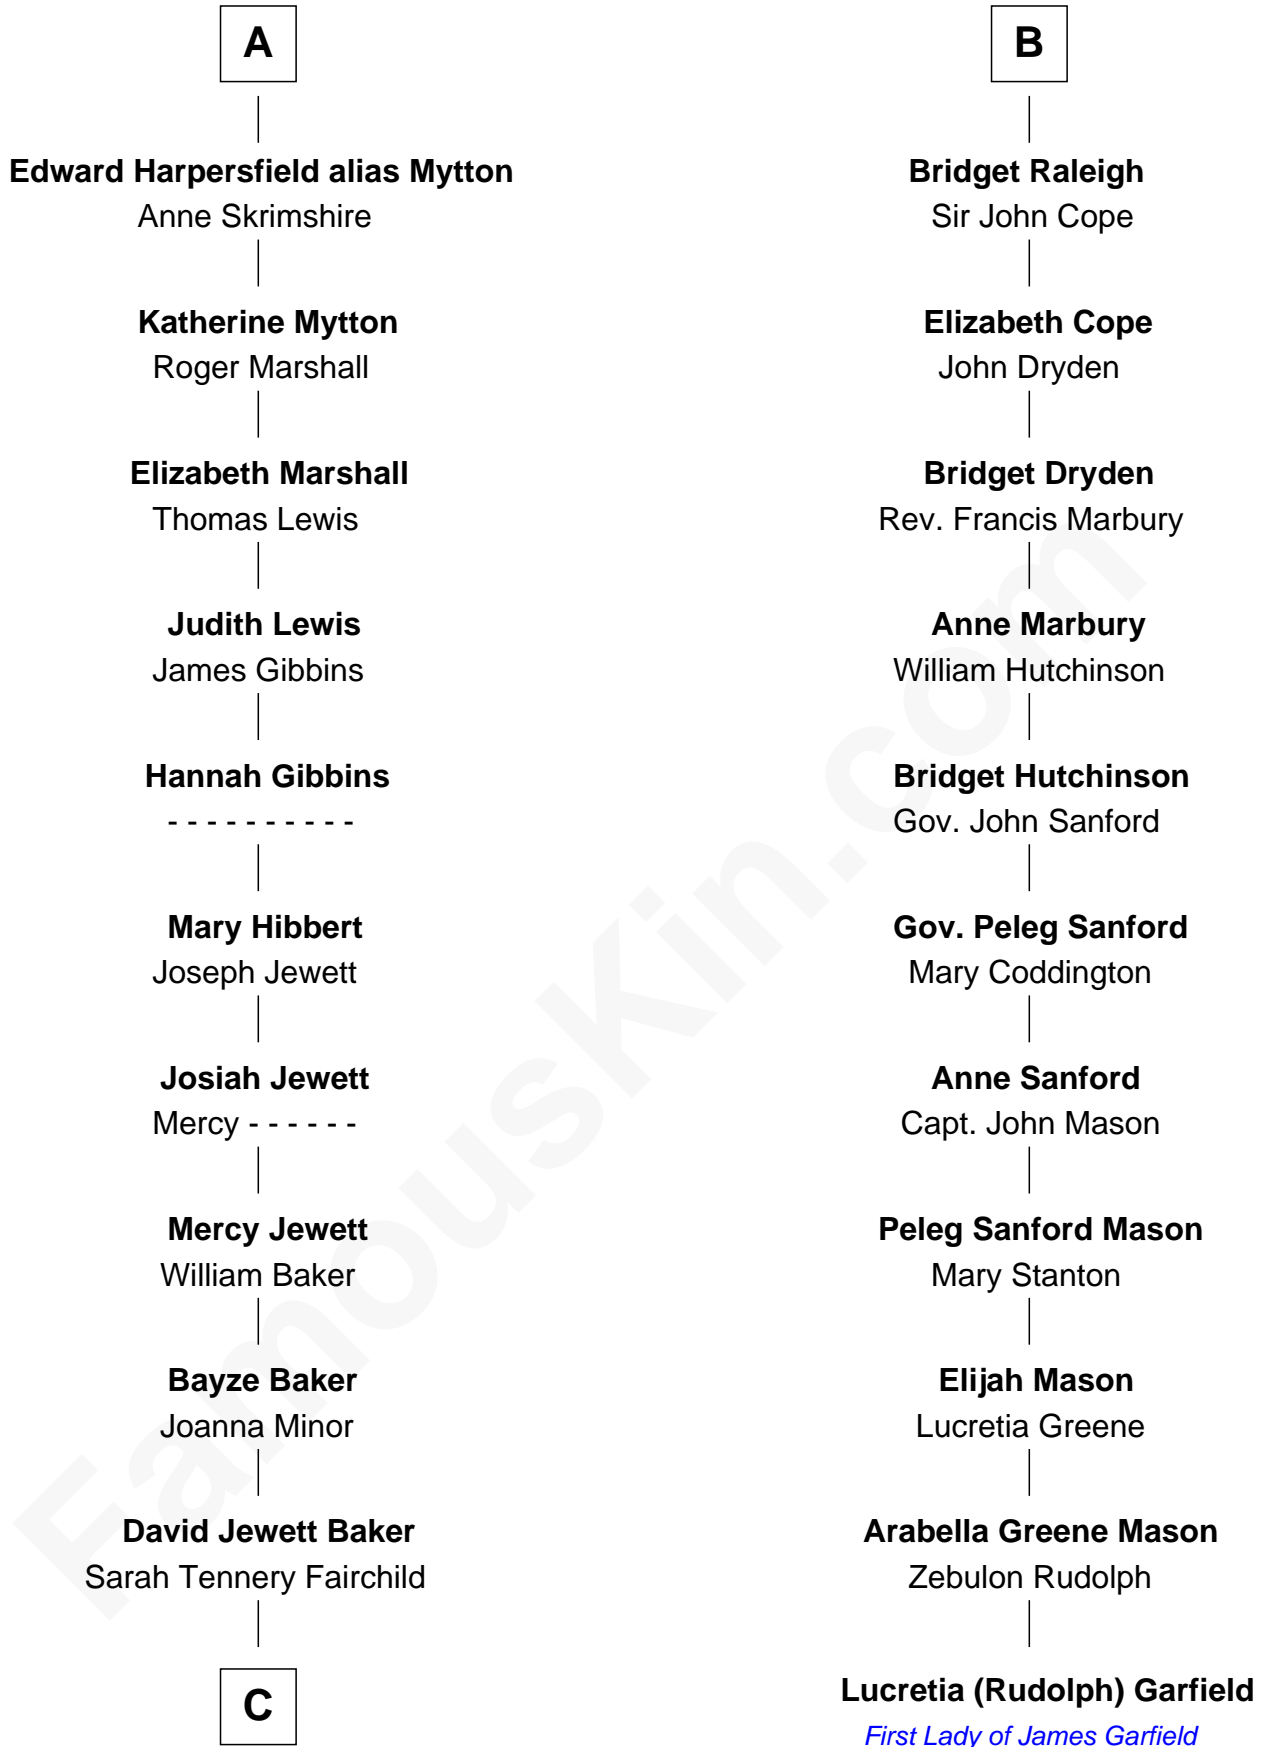 A
Edward Harpersfield alias Mytton
Anne Skrimshire
Katherine Mytton
Roger Marshall
Elizabeth Marshall
Thomas Lewis
Judith Lewis
James Gibbins
Hannah Gibbins
- - - - - - - - - -
Mary Hibbert
Joseph Jewett
Josiah Jewett
Mercy - - - - - -
Mercy Jewett
William Baker
Bayze Baker
Joanna Minor
David Jewett Baker
Sarah Tennery Fairchild
C
B
Bridget Raleigh
Sir John Cope
Elizabeth Cope
John Dryden
Bridget Dryden
Rev. Francis Marbury
Anne Marbury
William Hutchinson
Bridget Hutchinson
Gov. John Sanford
Gov. Peleg Sanford
Mary Coddington
Anne Sanford
Capt. John Mason
Peleg Sanford Mason
Mary Stanton
Elijah Mason
Lucretia Greene
Arabella Greene Mason
Zebulon Rudolph
Lucretia (Rudolph) Garfield
First Lady of James Garfield
FamousKin.com